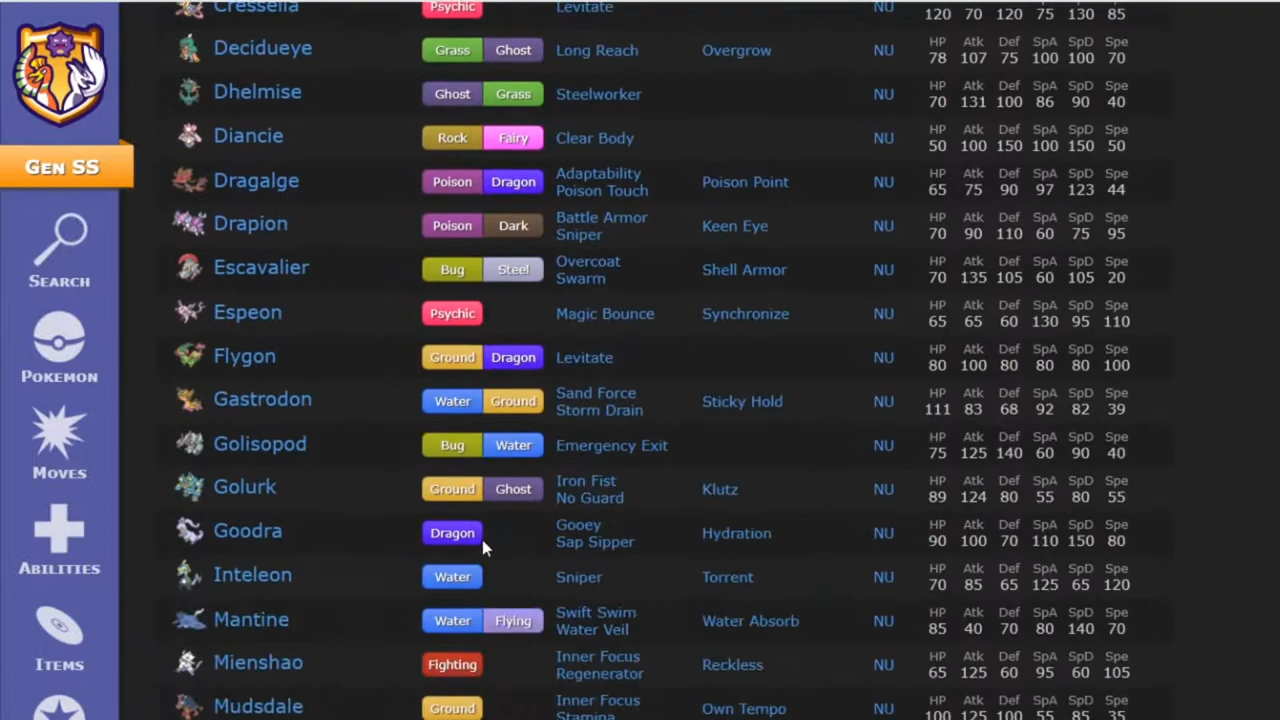 Cressella Psychic Levitate NU
120 70 120 75 130 85
Decidueye Grass Ghost Long Reach Overgrow NU HP Atk Def SpA SpD Spe
78 107 75 100 100 70
Dhelmise Ghost Grass Steelworker NU HP Atk Def SpA SpD Spe
70 131 100 86 90 40
Diancie Rock Fairy Clear Body NU HP Atk Def SpA SpD Spe
50 100 150 100 150 50
GEN SS
Dragalge Poison Dragon Adaptability Poison Touch Poison Point NU HP Atk Def SpA SpD Spe
65 75 90 97 123 44
Drapion Poison Dark Battle Armor Sniper Keen Eye NU HP Atk Def SpA SpD Spe
70 90 110 60 75 95
SEARCH
Escavalier Bug Steel Overcoat Swarm Shell Armor NU HP Atk Def SpA SpD Spe
70 135 105 60 105 20
Espeon Psychic Magic Bounce Synchronize NU HP Atk Def SpA SpD Spe
65 65 60 130 95 110
POKEMON
Flygon Ground Dragon Levitate NU HP Atk Def SpA SpD Spe
80 100 80 80 80 100
Gastrodon Water Ground Sand Force Storm Drain Sticky Hold NU HP Atk Def SpA SpD Spe
111 83 68 92 82 39
MOVES
Golisopod Bug Water Emergency Exit NU HP Atk Def SpA SpD Spe
75 125 140 60 90 40
Golurk Ground Ghost Iron Fist No Guard Klutz NU HP Atk Def SpA SpD Spe
89 124 80 55 80 55
ABILITIES
Goodra Dragon Gooey Sap Sipper Hydration NU HP Atk Def SpA SpD Spe
90 100 70 110 150 80
Inteleon Water Sniper Torrent NU HP Atk Def SpA SpD Spe
70 85 65 125 65 120
Mantine Water Flying Swift Swim Water Veil Water Absorb NU HP Atk Def SpA SpD Spe
85 40 70 80 140 70
ITEMS
Mienshao Fighting Inner Focus Regenerator Reckless NU HP Atk Def SpA SpD Spe
65 125 60 95 60 105
Mudsdale Ground Inner Focus Stamina Own Tempo NU HP Atk Def SpA SpD Spe
100 125 100 55 85 35